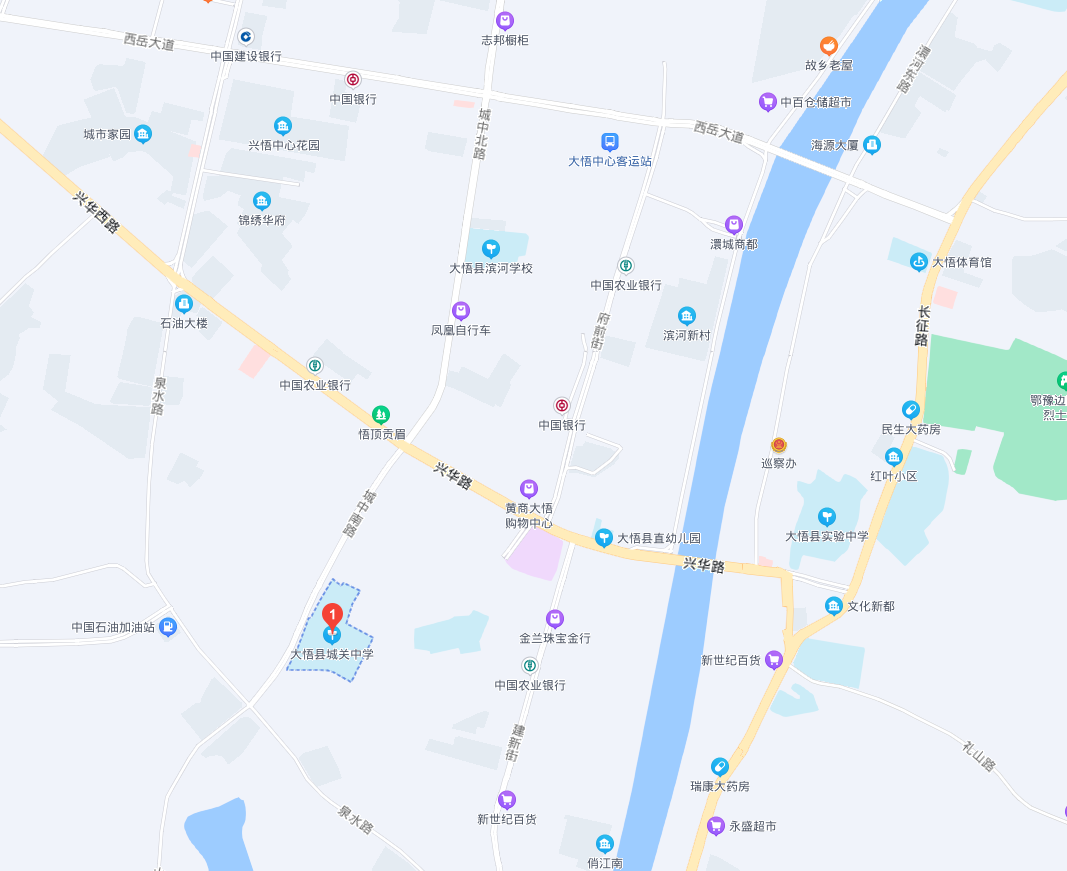 志邦橱柜
西岳大道
中国建设银行
故乡老屋
澴河东路
中国银行
中百仓储超市
城中北路
西岳大道
城市家园
兴悟中心花园
大悟中心客运站
海源大厦
兴华西路
锦绣华府
澴城商都
大悟县滨河学校
大悟体育馆
中国农业银行
石油大楼
凤凰自行车
府前街
滨河新村
长征路
中国农业银行
泉水路
鄂豫边
烈士
中国银行
民生大药房
悟顶贡眉
巡察办
兴华路
红叶小区
城中南路
黄商大悟
购物中心
大悟县直幼儿园
大悟县实验中学
兴华路
1
文化新都
中国石油加油站
金兰珠宝金行
大悟县城关中学
新世纪百货
中国农业银行
建新街
礼山路
瑞康大药房
新世纪百货
泉水路
永盛超市
俏江南